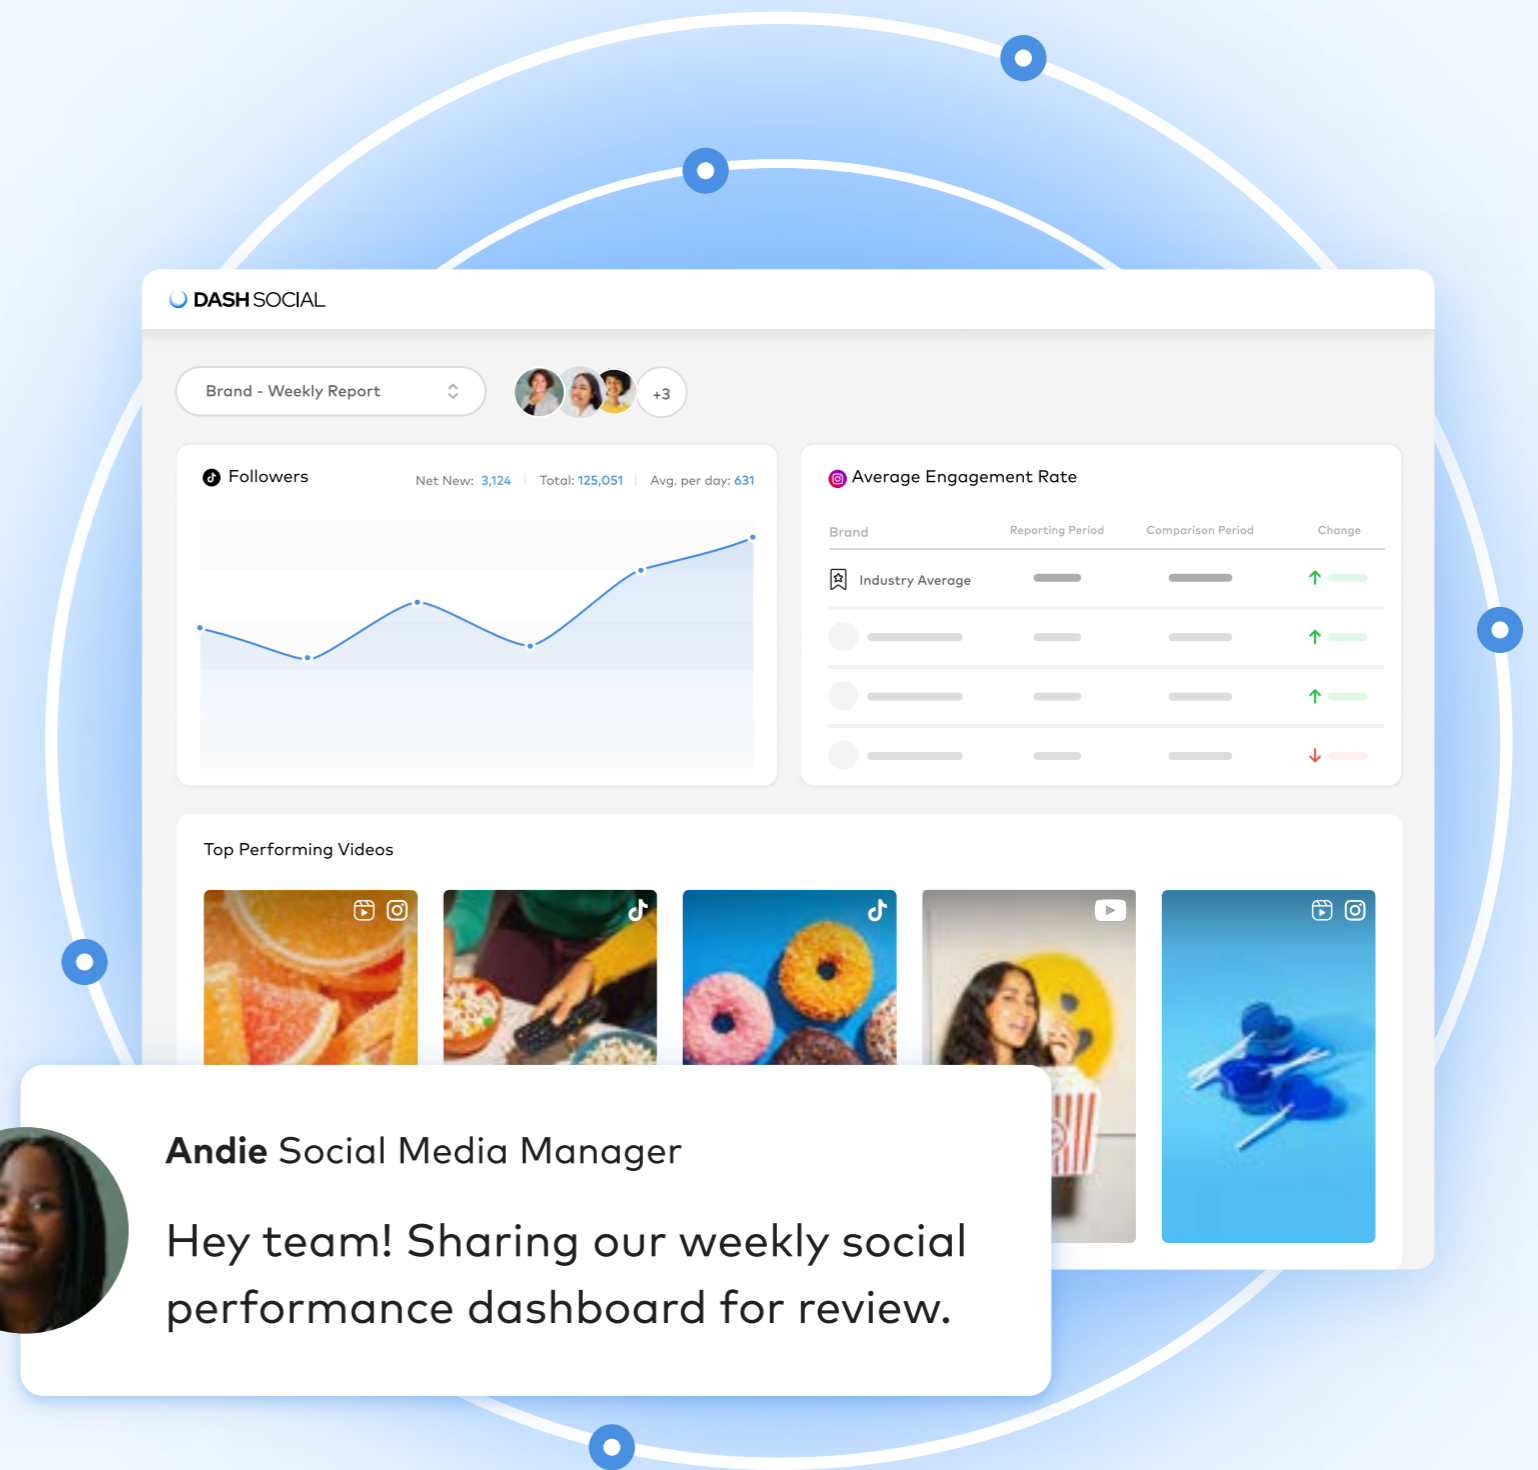 DASH SOCIAL
Brand - Weekly Report
+3
Followers
Net New: 3,124
Total: 125,051
Avg. per day: 631
Average Engagement Rate
Brand
Reporting Period
Comparison Period
Change
Industry Average
Top Performing Videos
Andie Social Media Manager
Hey team! Sharing our weekly social
performance dashboard for review.